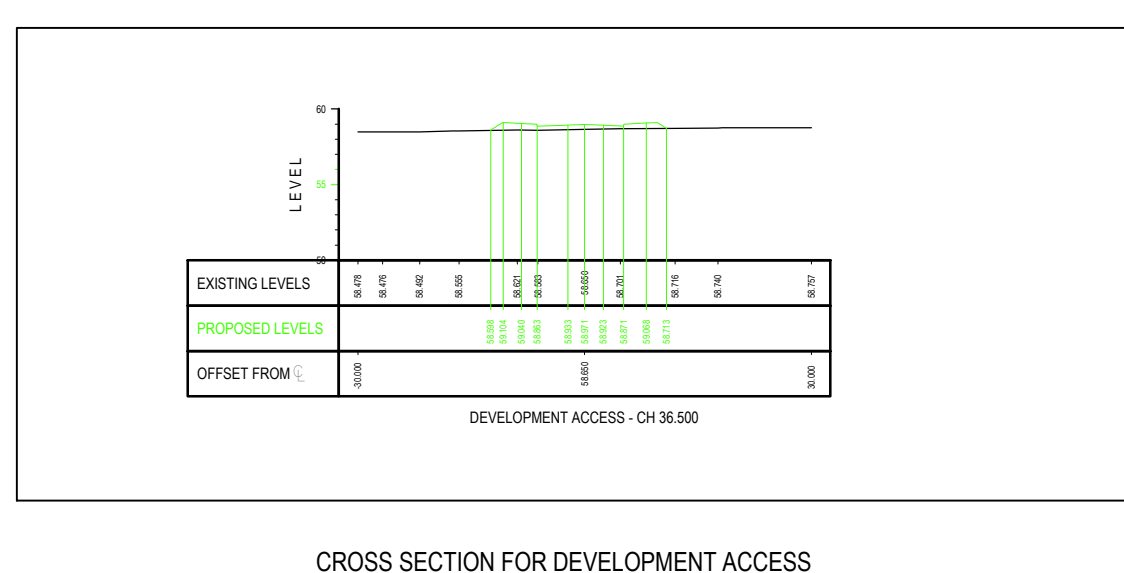 60
LEVEL
55
50
EXISTING LEVELS 58.478 58.476 58.492 58.555 58.621 58.583 58.650 58.701 58.716 58.740 58.757
PROPOSED LEVELS 58.598 59.104 59.040 58.863 58.933 58.971 58.923 58.871 59.068 58.713
OFFSET FROM ℄ -30.000 58.650 30.000
DEVELOPMENT ACCESS - CH 36.500
CROSS SECTION FOR DEVELOPMENT ACCESS